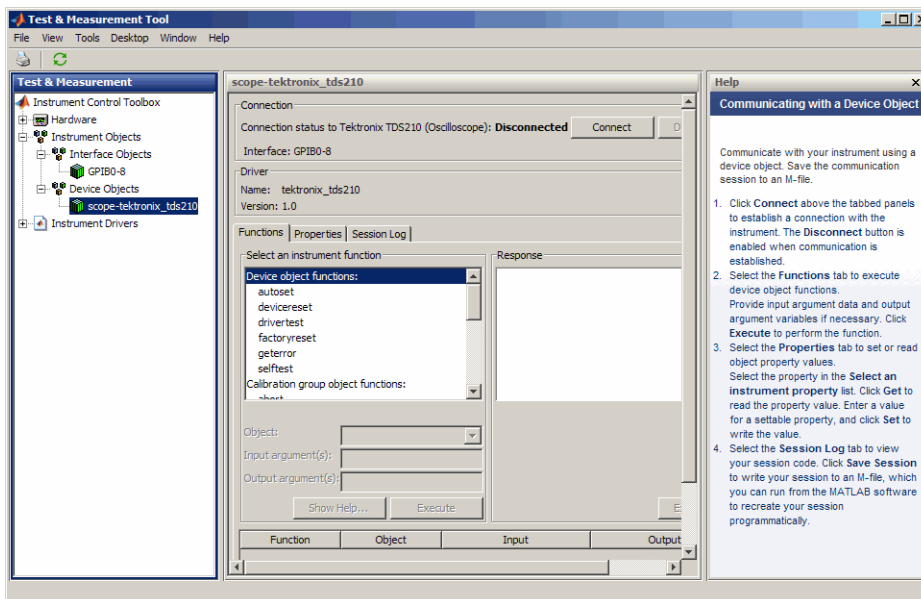 Test & Measurement Tool
File View Tools Desktop Window Help
Test & Measurement
Instrument Control Toolbox
Hardware
Instrument Objects
Interface Objects
GPIB0-8
Device Objects
scope-tektronix_tds210
Instrument Drivers
scope-tektronix_tds210
Connection
Connection status to Tektronix TDS210 (Oscilloscope): Disconnected Connect D
Interface: GPIB0-8
Driver
Name: tektronix_tds210
Version: 1.0
Functions Properties Session Log
Select an instrument function
Device object functions:
autoset
devicereset
drivertest
factoryreset
geterror
selftest
Calibration group object functions:
abort
Object:
Input argument(s):
Output argument(s):
Show Help... Execute
Response
E
Function Object Input Output
Help
Communicating with a Device Object
Communicate with your instrument using a
device object. Save the communication
session to an M-file.
1. Click Connect above the tabbed panels
to establish a connection with the
instrument. The Disconnect button is
enabled when communication is
established.
2. Select the Functions tab to execute
device object functions.
Provide input argument data and output
argument variables if necessary. Click
Execute to perform the function.
3. Select the Properties tab to set or read
object property values.
Select the property in the Select an
instrument property list. Click Get to
read the property value. Enter a value
for a settable property, and click Set to
write the value.
4. Select the Session Log tab to view
your session code. Click Save Session
to write your session to an M-file, which
you can run from the MATLAB software
to recreate your session
programmatically.